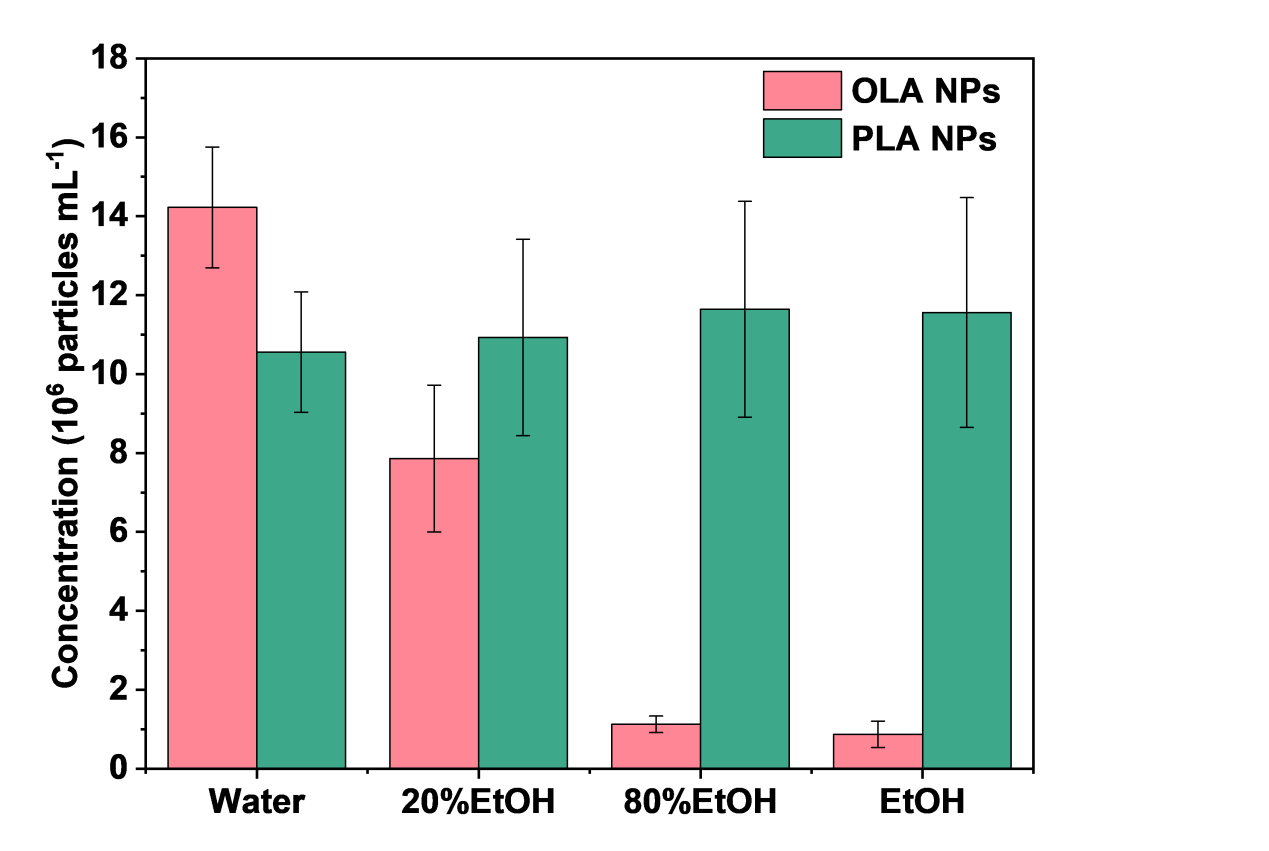 Concentration (10⁶ particles mL⁻¹)
18
16
14
12
10
8
6
4
2
0
OLA NPs
PLA NPs
Water 20%EtOH 80%EtOH EtOH